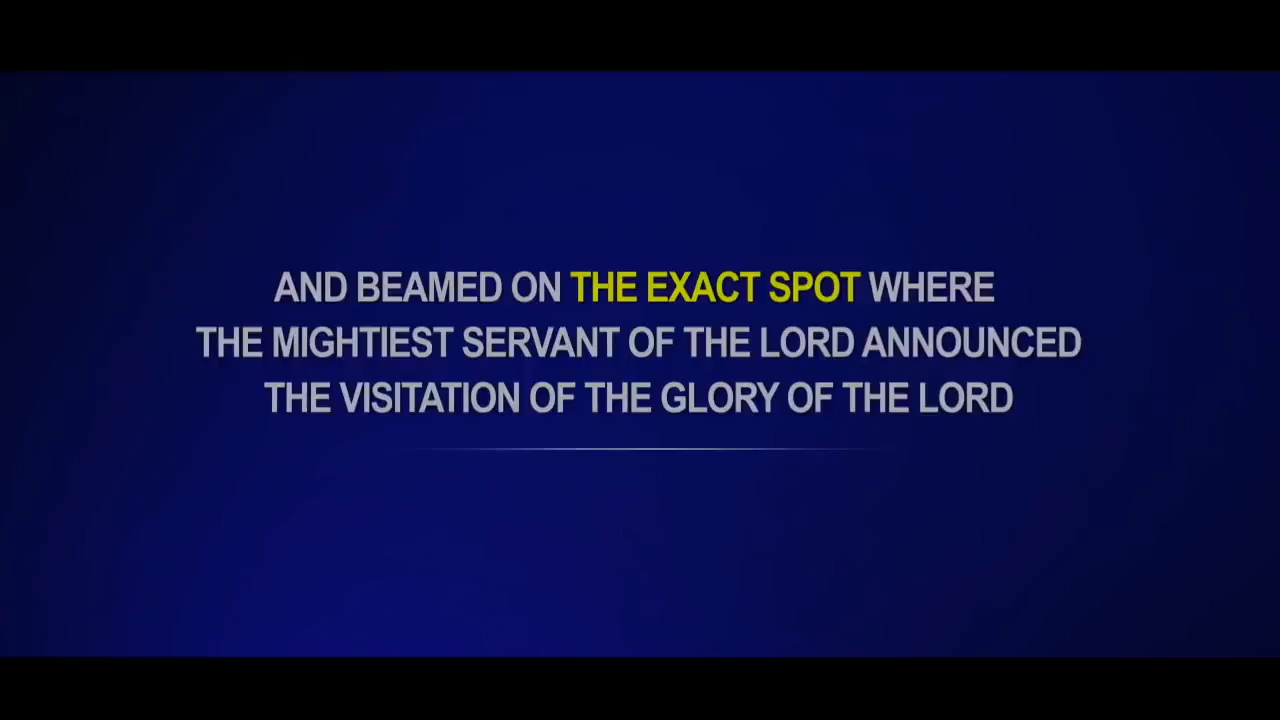 AND BEAMED ON THE EXACT SPOT WHERE
THE MIGHTIEST SERVANT OF THE LORD ANNOUNCED
THE VISITATION OF THE GLORY OF THE LORD